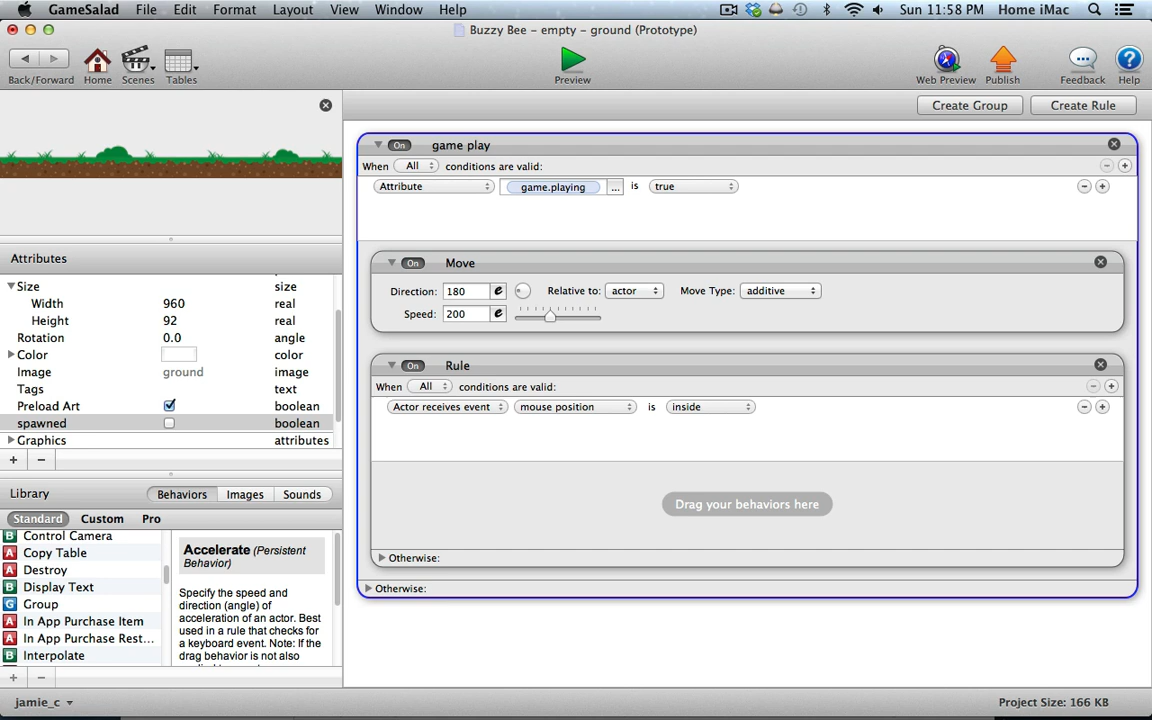 GameSalad File Edit Format Layout View Window Help Sun 11:58 PM Home iMac
Buzzy Bee – empty – ground (Prototype)
Back/Forward Home Scenes Tables Preview Web Preview Publish Feedback Help
Create Group Create Rule
On game play
When All conditions are valid:
Attribute game.playing ... is true
On Move
Direction: 180 e Relative to: actor Move Type: additive
Speed: 200 e
On Rule
When All conditions are valid:
Actor receives event mouse position is inside
Drag your behaviors here
Otherwise:
Otherwise:
Attributes
Size size
Width 960 real
Height 92 real
Rotation 0.0 angle
Color color
Image ground image
Tags text
Preload Art boolean
spawned boolean
Graphics attributes
Library Behaviors Images Sounds
Standard Custom Pro
B Control Camera
A Copy Table
A Destroy
B Display Text
G Group
A In App Purchase Item
A In App Purchase Rest...
B Interpolate
Accelerate (Persistent
Behavior)
Specify the speed and
direction (angle) of
acceleration of an actor. Best
used in a rule that checks for
a keyboard event. Note: If the
drag behavior is not also
jamie_c Project Size: 166 KB